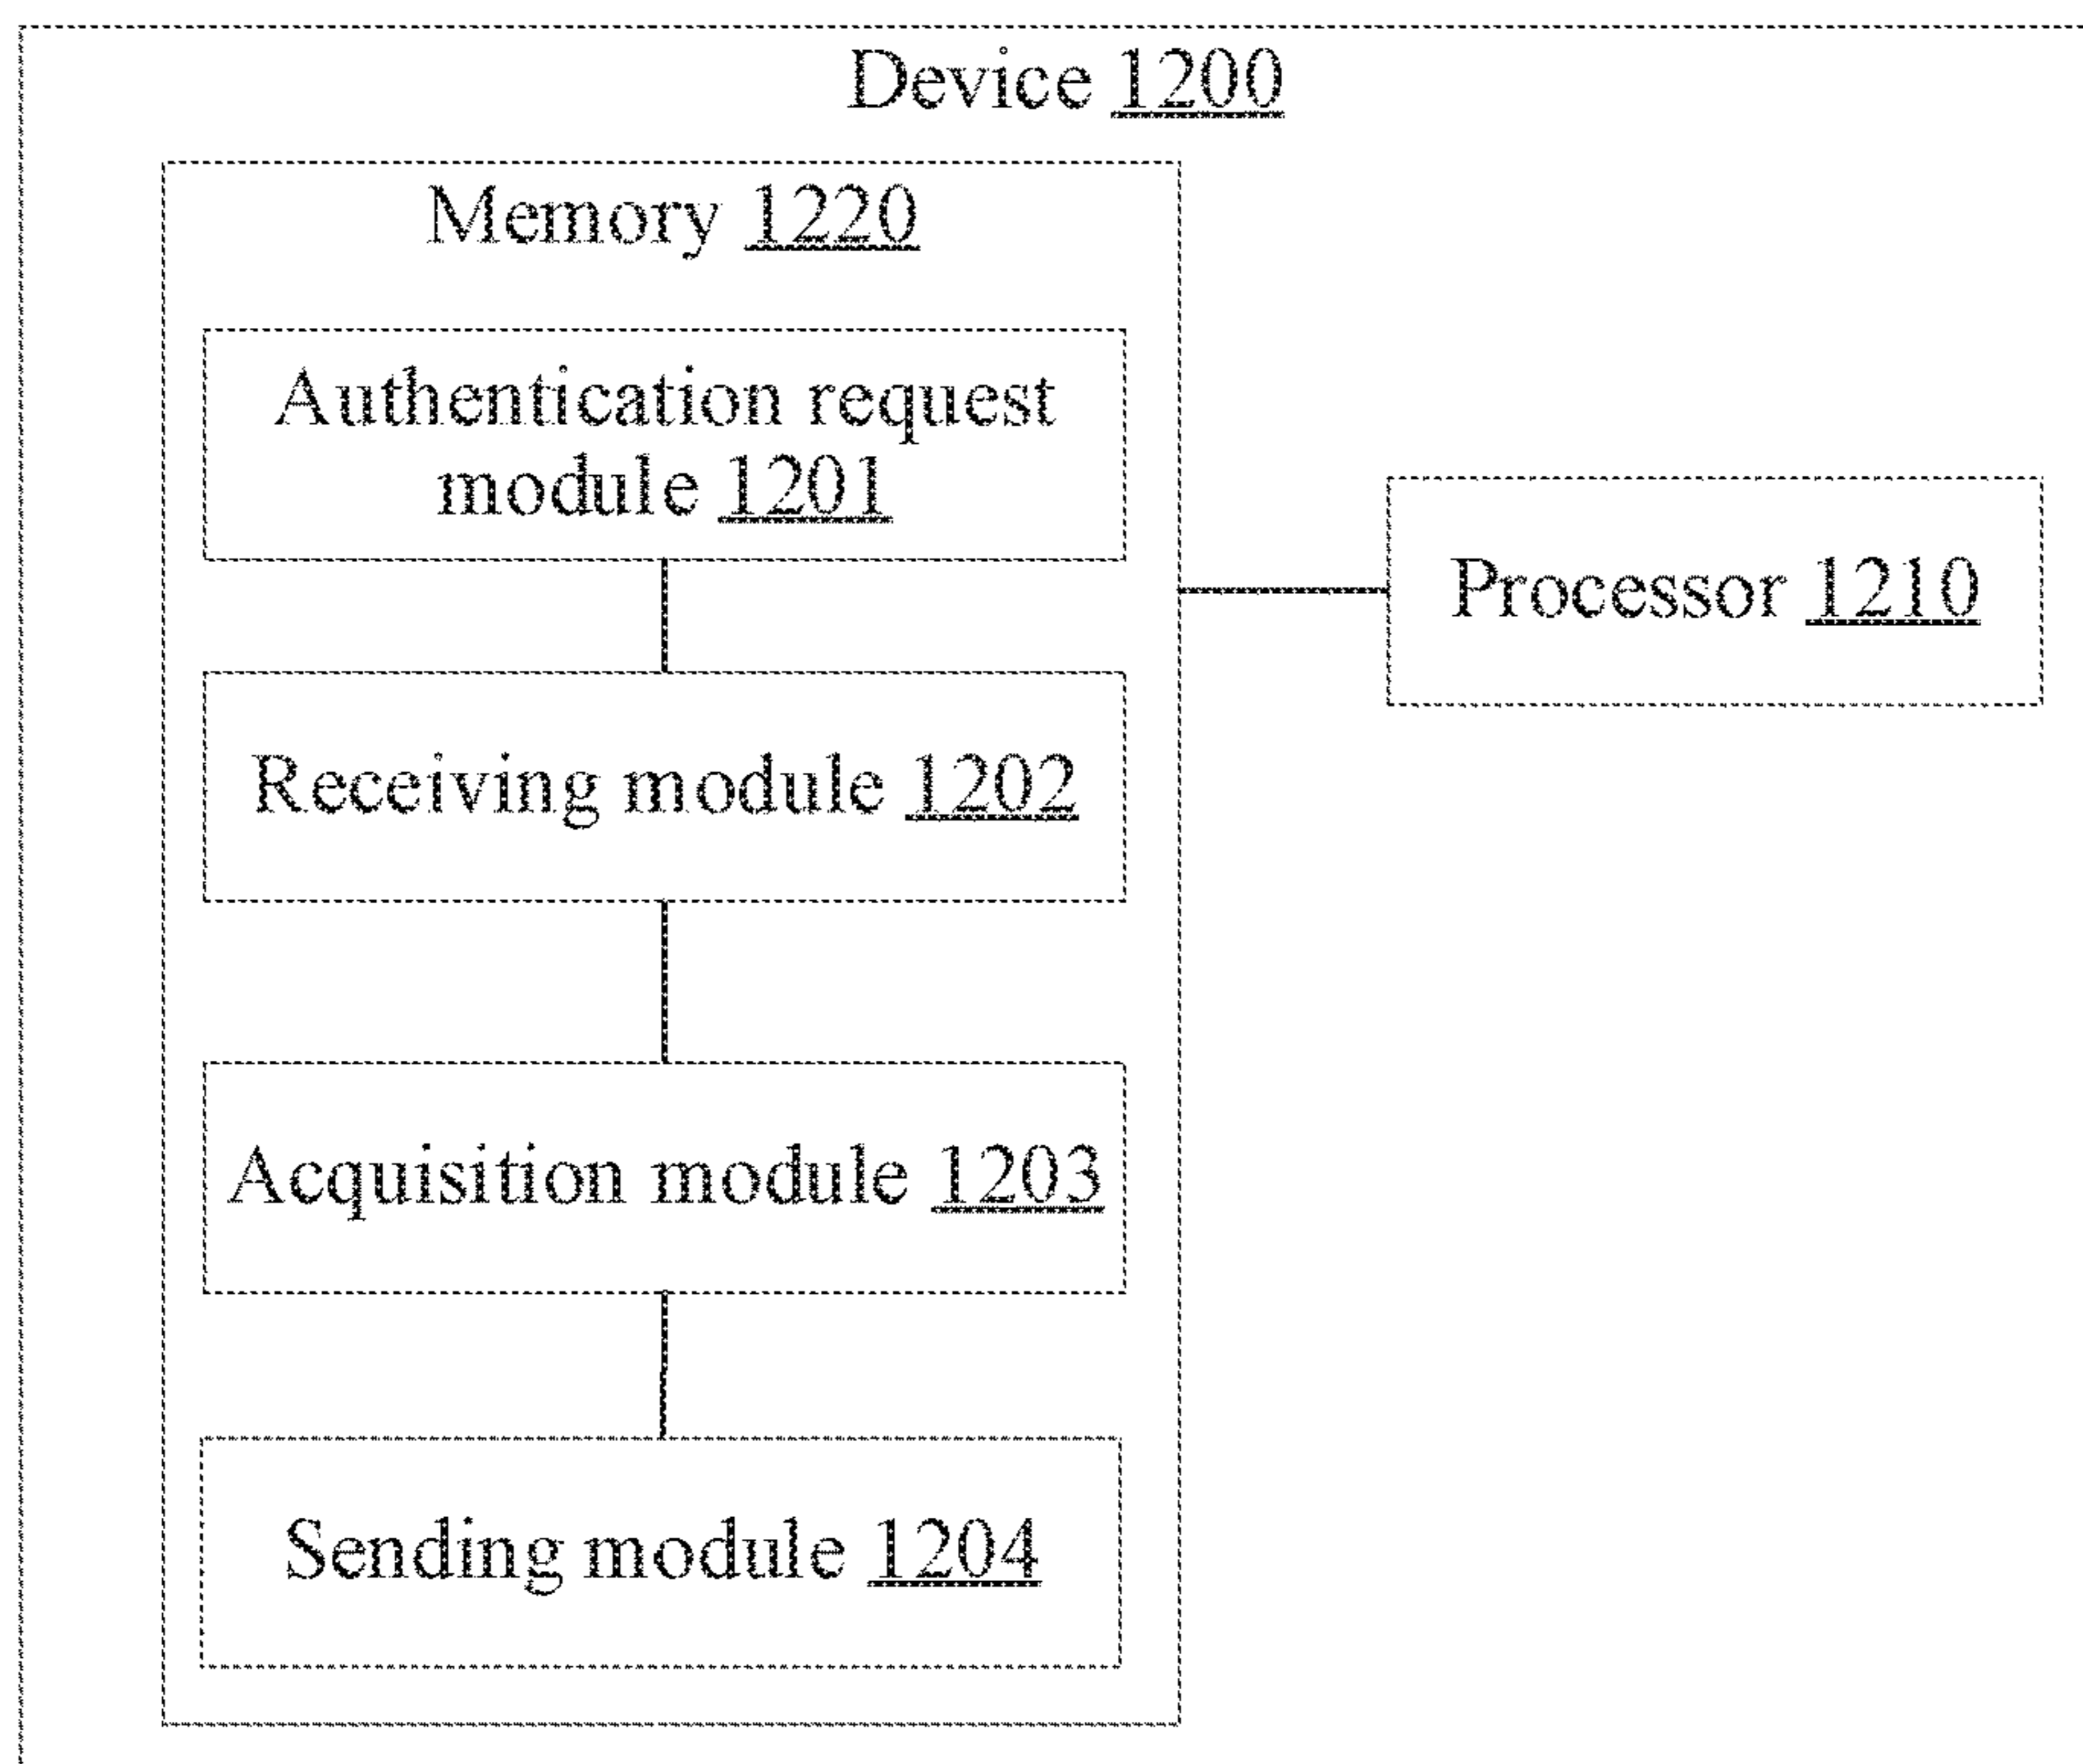 Device 1200
Memory 1220
Authentication request
module 1201
Processor 1210
Receiving module 1202
Acquisition module 1203
Sending module 1204